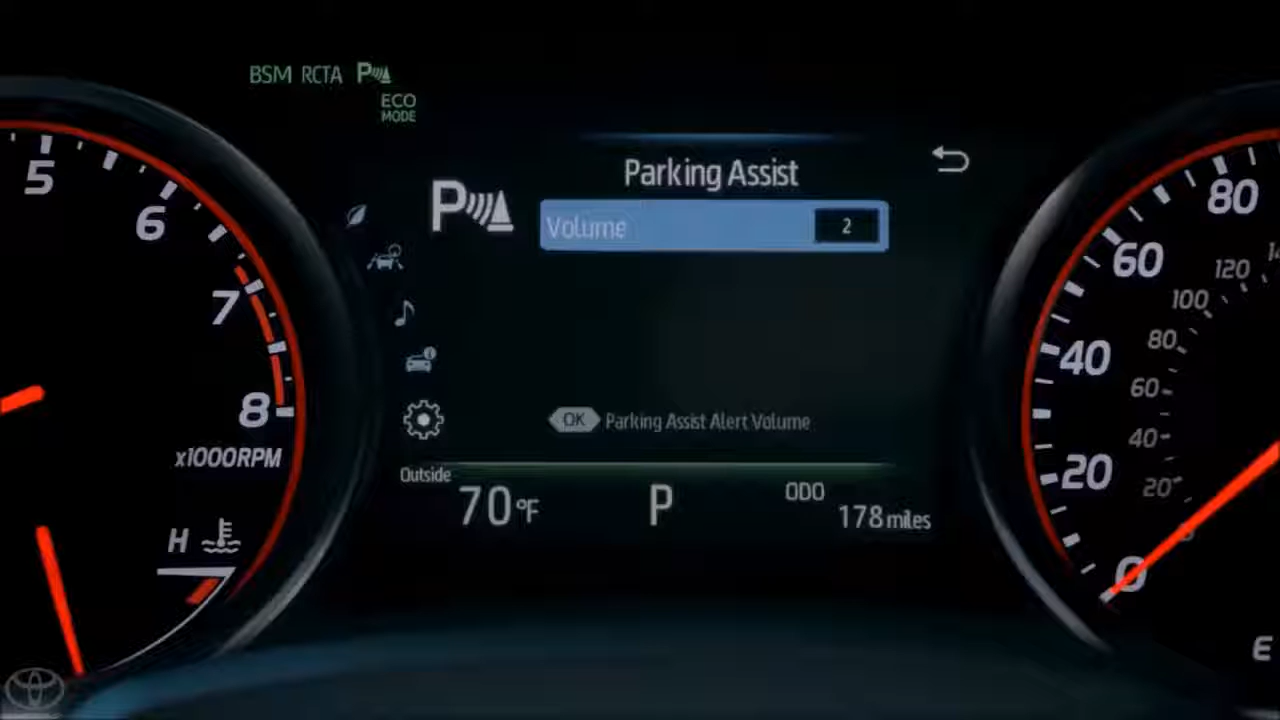 BSM RCTA P
ECO
MODE
Parking Assist
P
Volume 2
OK Parking Assist Alert Volume
Outside
70°F
P
ODO
178 miles
5
6
7
8
x1000RPM
H
80
60
40
20
0
120
100
80
60
40
20
E